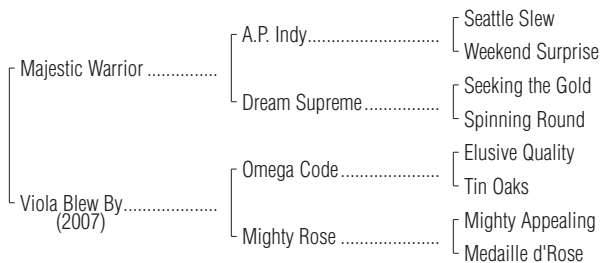 Seattle Slew
A.P. Indy..............................
Weekend Surprise
Majestic Warrior ...............
Seeking the Gold
Dream Supreme.................
Spinning Round
Elusive Quality
Omega Code......................
Tin Oaks
Viola Blew By....................
(2007)
Mighty Appealing
Mighty Rose ......................
Medaille d'Rose